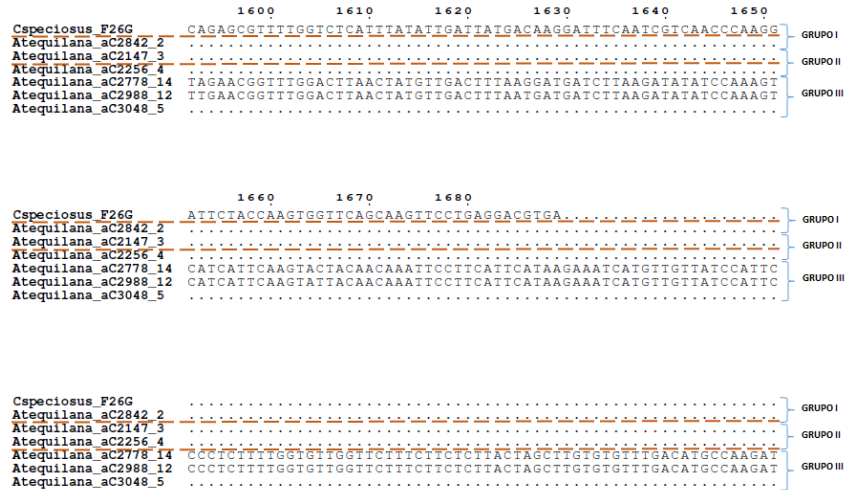 1600 1610 1620 1630 1640 1650
Cspeciosus_F26G CAGAGCGTTTTGGTCTCATTTATATTGATTATGACAAGGATTTCAATCGTCAACCCAAGG GRUPO I
Atequilana_aC2842_2 ............................................................
Atequilana_aC2147_3 ............................................................ GRUPO II
Atequilana_aC2256_4 ............................................................
Atequilana_aC2778_14 TAGAACGGTTTGGACTTAACTATGTTGACTTTAAGGATGATCTTAAGATATATCCAAAGT
Atequilana_aC2988_12 TTGAACGGTTTGGACTTAACTATGTTGACTTTAATGATGATCTTAAGATATATCCAAAGT GRUPO III
Atequilana_aC3048_5 ............................................................
1660 1670 1680
Cspeciosus_F26G ATTCTACCAAGTGGTTCAGCAAGTTCCTGAGGACGTGA...................... GRUPO I
Atequilana_aC2842_2 ............................................................
Atequilana_aC2147_3 ............................................................ GRUPO II
Atequilana_aC2256_4 ............................................................
Atequilana_aC2778_14 CATCATTCAAGTACTACAACAAATTCCTTCATTCATAAGAAATCATGTTGTTATCCATTC
Atequilana_aC2988_12 CATCATTCAAGTATTACAACAAATTCCTTCATTCATAAGAAATCATGTTGTTATCCATTC GRUPO III
Atequilana_aC3048_5 ............................................................
Cspeciosus_F26G ............................................................ GRUPO I
Atequilana_aC2842_2 ............................................................
Atequilana_aC2147_3 ............................................................ GRUPO II
Atequilana_aC2256_4 ............................................................
Atequilana_aC2778_14 CCCTCTTTTGGTGTTGGTTCTTTCTTCTCTTACTAGCTTGTGTGTTTGACATGCCAAGAT
Atequilana_aC2988_12 CCCTCTTTTGGTGTTGGTTCTTTCTTCTCTTACTAGCTTGTGTGTTTGACATGCCAAGAT GRUPO III
Atequilana_aC3048_5 ............................................................